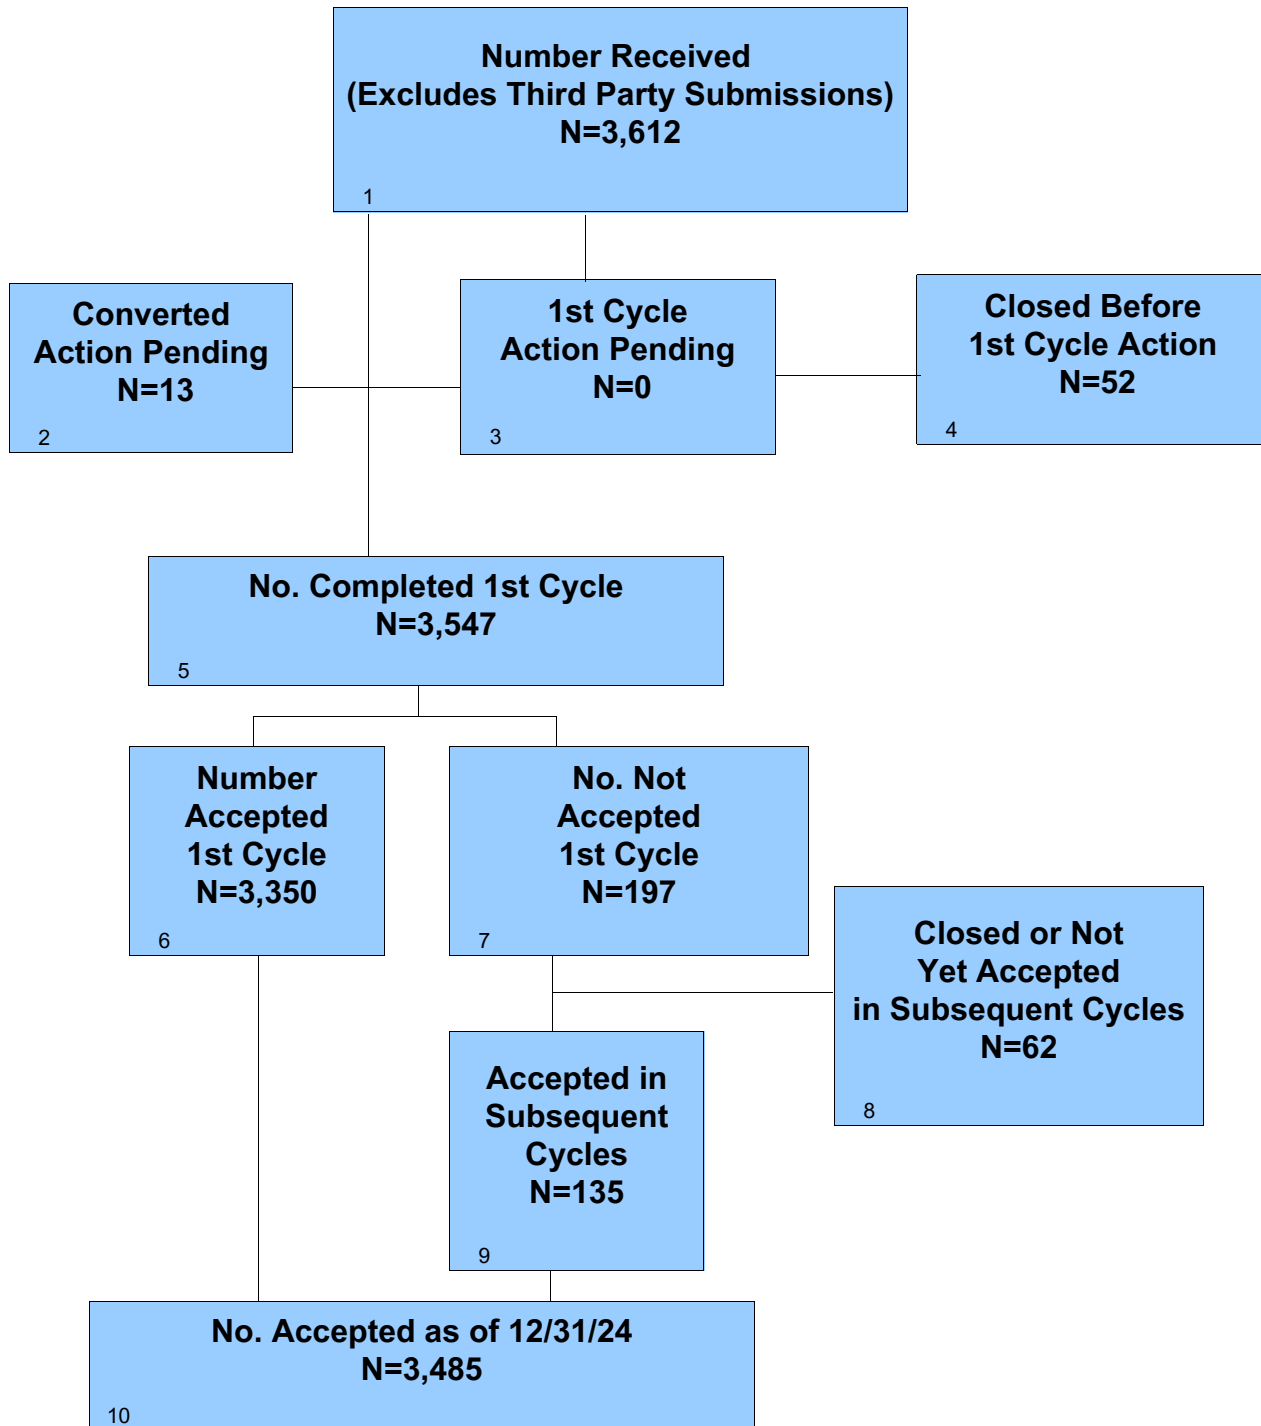 Number Received
(Excludes Third Party Submissions)
N=3,612
1
Converted
Action Pending
N=13
2
1st Cycle
Action Pending
N=0
3
Closed Before
1st Cycle Action
N=52
4
No. Completed 1st Cycle
N=3,547
5
Number
Accepted
1st Cycle
N=3,350
6
No. Not
Accepted
1st Cycle
N=197
7
Closed or Not
Yet Accepted
in Subsequent Cycles
N=62
8
Accepted in
Subsequent
Cycles
N=135
9
No. Accepted as of 12/31/24
N=3,485
10